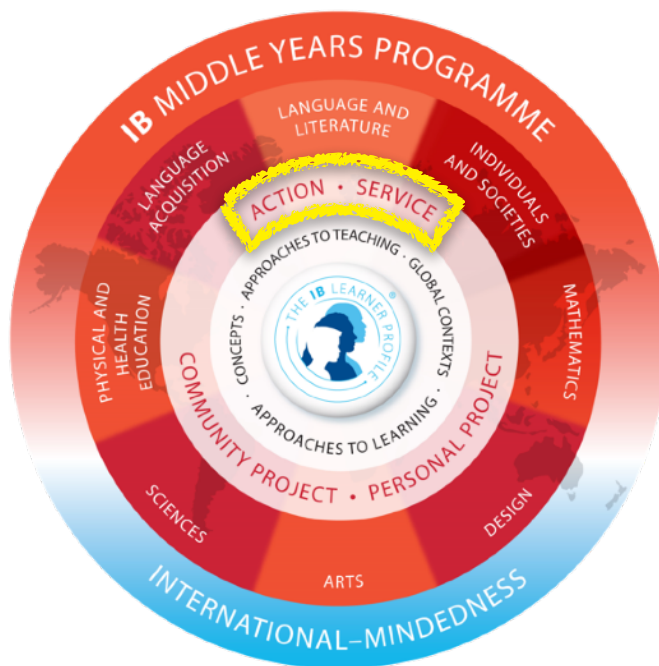 IB MIDDLE YEARS PROGRAMME
LANGUAGE AND
LITERATURE
INDIVIDUALS
AND SOCIETIES
MATHEMATICS
DESIGN
ARTS
SCIENCES
PHYSICAL AND
HEALTH
EDUCATION
LANGUAGE
ACQUISITION
ACTION • SERVICE
COMMUNITY PROJECT • PERSONAL PROJECT
APPROACHES TO TEACHING · GLOBAL CONTEXTS · APPROACHES TO LEARNING · CONCEPTS ·
THE IB LEARNER PROFILE ®
INTERNATIONAL–MINDEDNESS